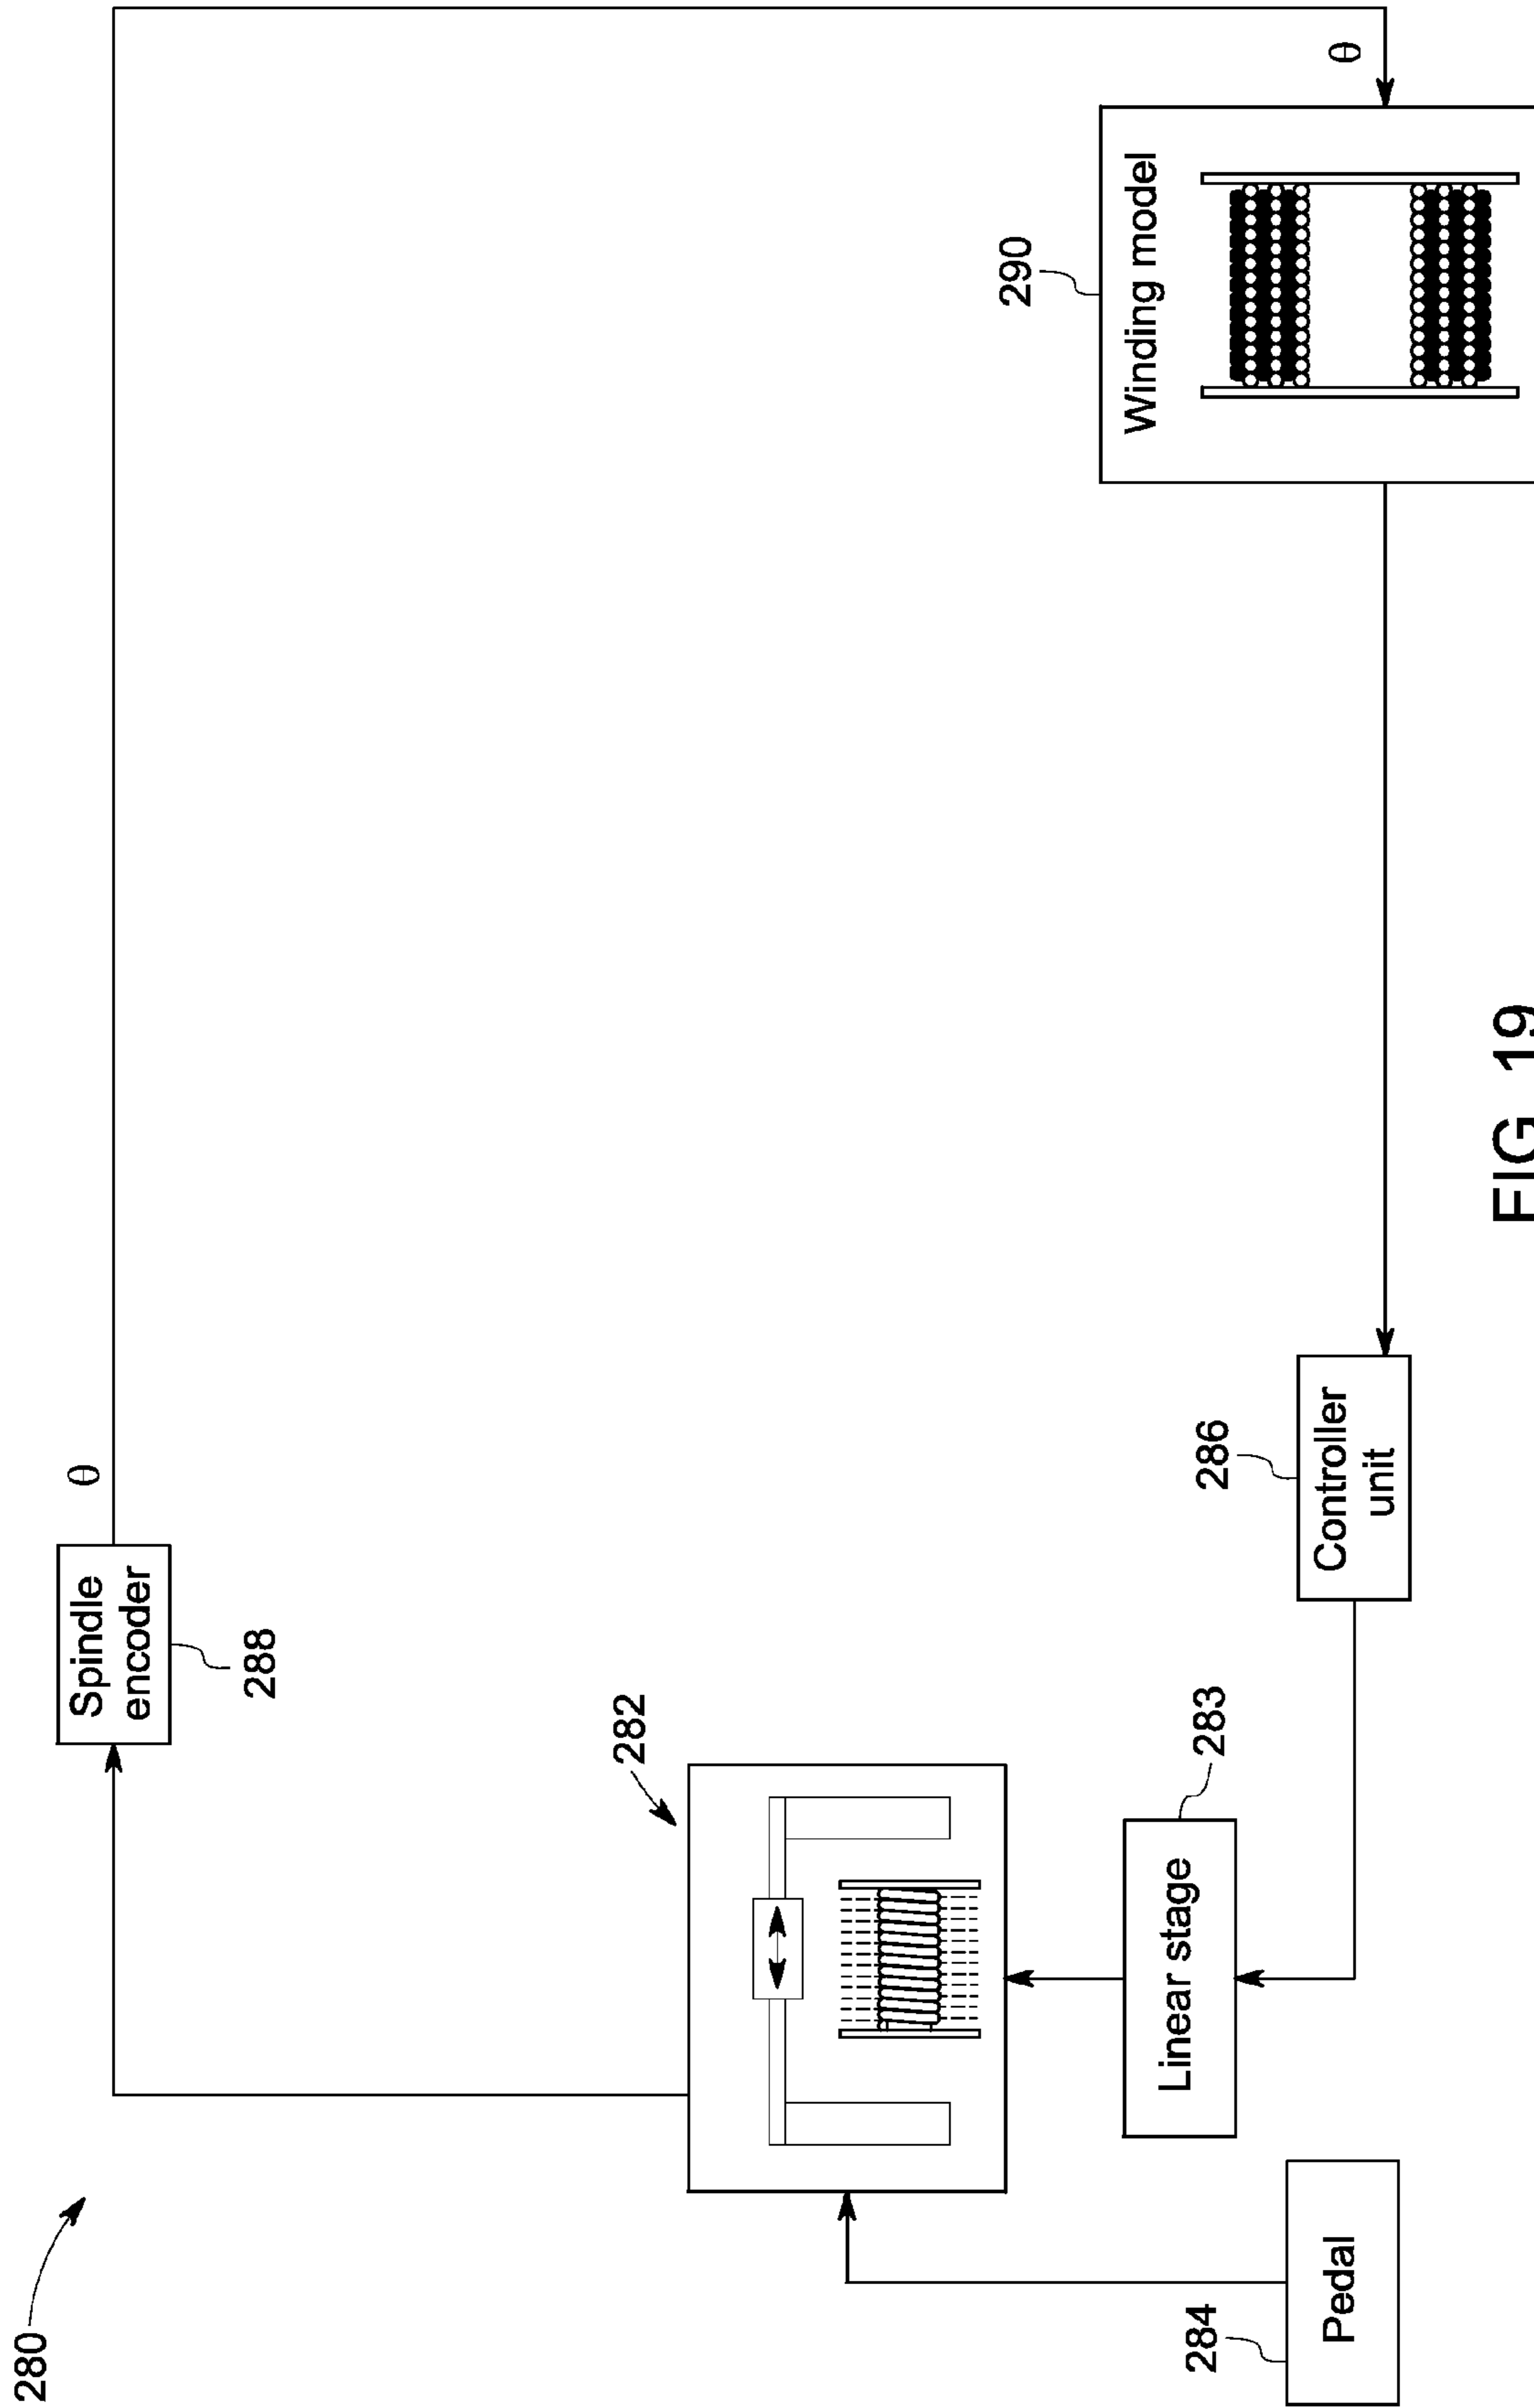 280
Spindle
encoder
θ
288
282
290
Winding model
θ
Linear stage
283
Controller
unit
286
284
Pedal
FIG. 19